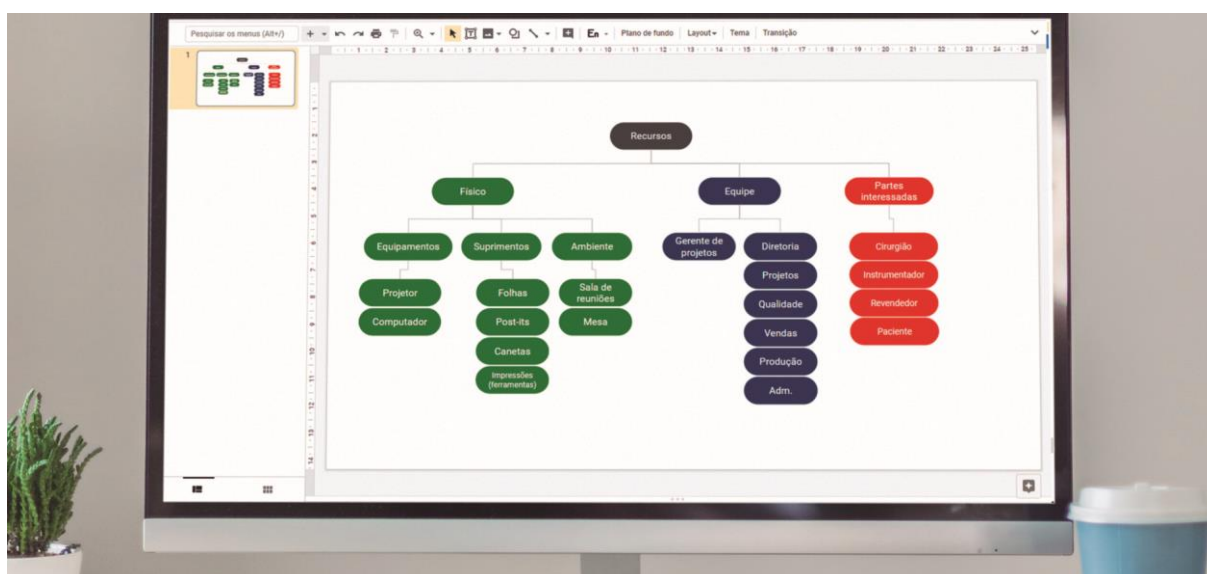 Pesquisar os menus (Alt+/)
En
Plano de fundo
Layout
Tema
Transição
1
Recursos
Físico
Equipe
Partes
interessadas
Equipamentos
Suprimentos
Ambiente
Gerente de
projetos
Diretoria
Cirurgião
Projetor
Folhas
Sala de
reuniões
Projetos
Instrumentador
Computador
Post-its
Mesa
Qualidade
Revendedor
Canetas
Vendas
Paciente
Impressões
(ferramentas)
Produção
Adm.